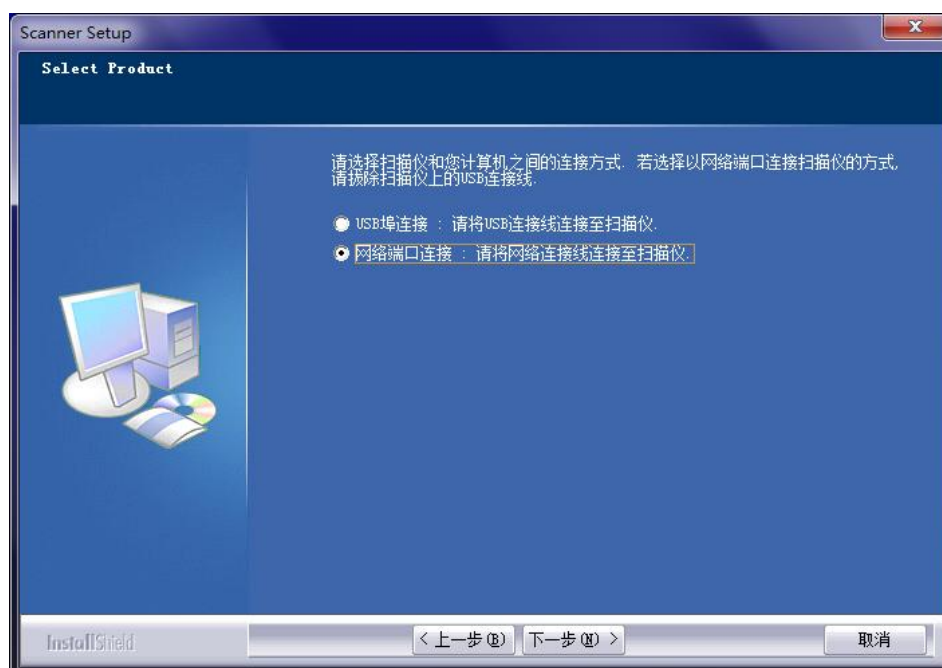 Scanner Setup
Select Product
请选择扫描仪和您计算机之间的连接方式. 若选择以网络端口连接扫描仪的方式,
请拔除扫描仪上的USB连接线.
USB埠连接 : 请将USB连接线连接至扫描仪.
网络端口连接 : 请将网络连接线连接至扫描仪.
InstallShield
< 上一步(B)
下一步(N) >
取消